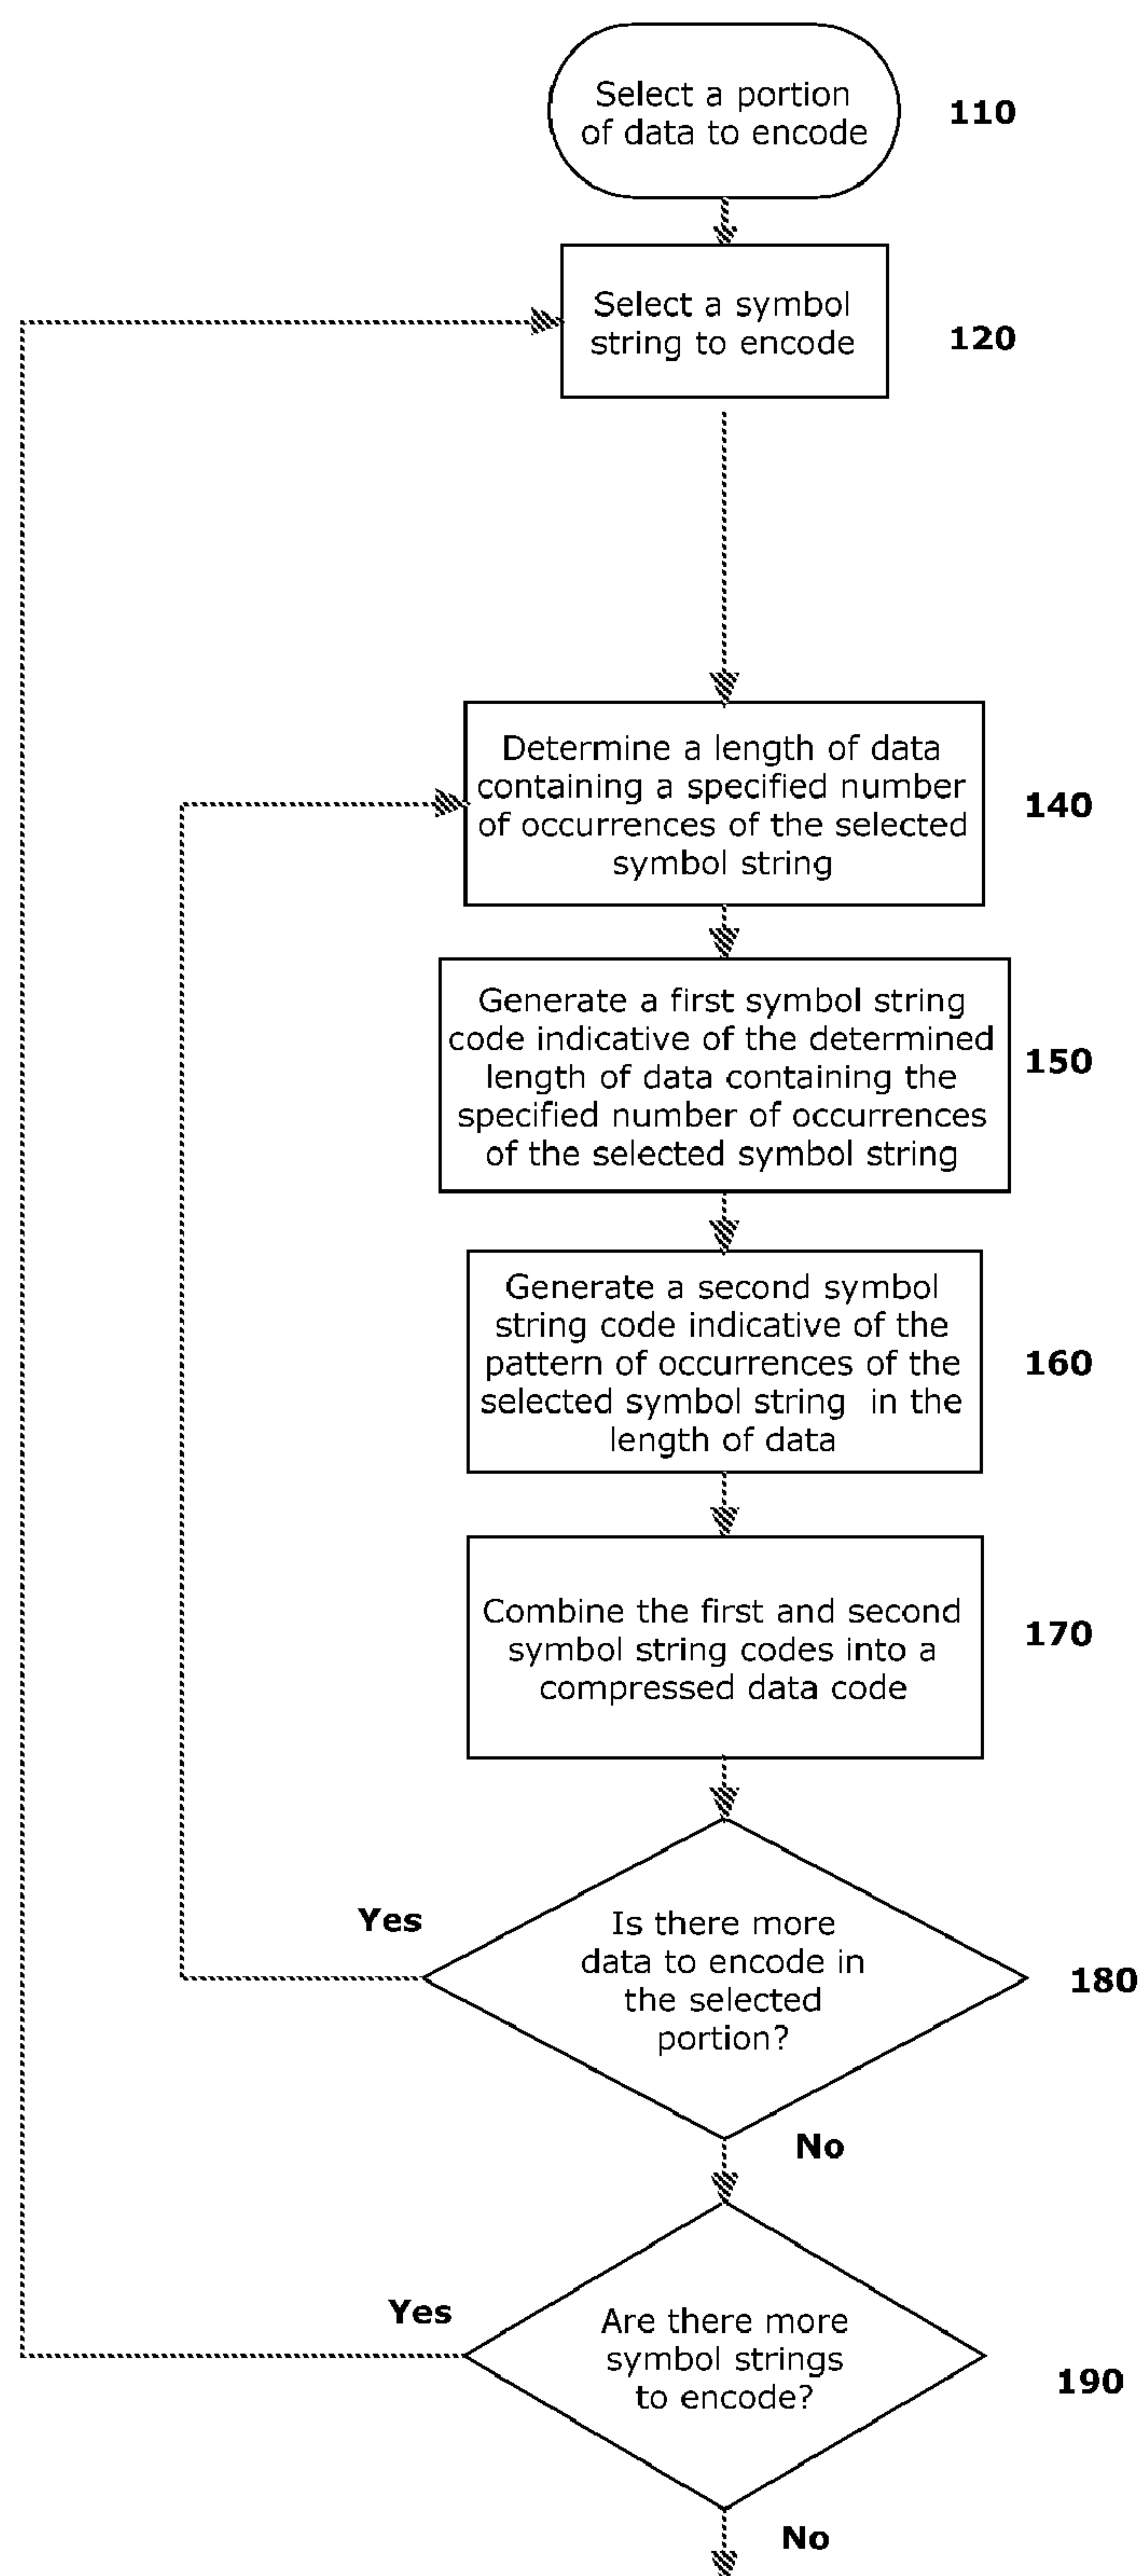 Select a portion
of data to encode
110
Select a symbol
string to encode
120
Determine a length of data
containing a specified number
of occurrences of the selected
symbol string
140
Generate a first symbol string
code indicative of the determined
length of data containing the
specified number of occurrences
of the selected symbol string
150
Generate a second symbol
string code indicative of the
pattern of occurrences of the
selected symbol string in the
length of data
160
Combine the first and second
symbol string codes into a
compressed data code
170
Yes
Is there more
data to encode in
the selected
portion?
180
No
Yes
Are there more
symbol strings
to encode?
190
No